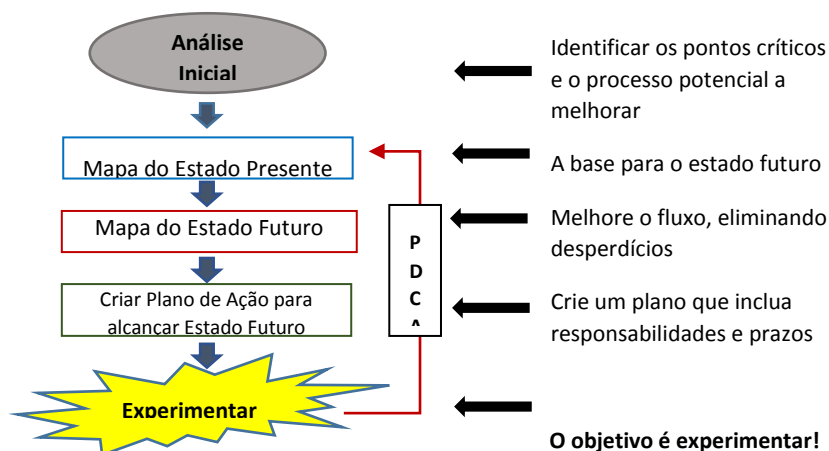 Análise
Inicial
Identificar os pontos críticos
e o processo potencial a
melhorar
Mapa do Estado Presente
A base para o estado futuro
Mapa do Estado Futuro
Melhore o fluxo, eliminando
desperdícios
P
D
C
A
Criar Plano de Ação para
alcançar Estado Futuro
Crie um plano que inclua
responsabilidades e prazos
Experimentar
O objetivo é experimentar!